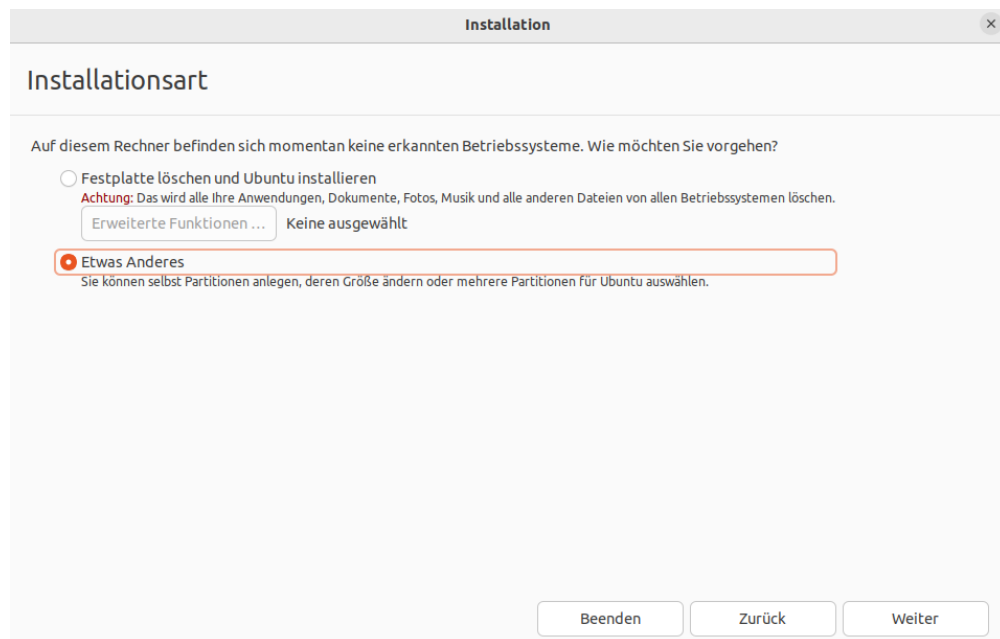 Installation
Installationsart
Auf diesem Rechner befinden sich momentan keine erkannten Betriebssysteme. Wie möchten Sie vorgehen?
Festplatte löschen und Ubuntu installieren
Achtung: Das wird alle Ihre Anwendungen, Dokumente, Fotos, Musik und alle anderen Dateien von allen Betriebssystemen löschen.
Erweiterte Funktionen ... Keine ausgewählt
Etwas Anderes
Sie können selbst Partitionen anlegen, deren Größe ändern oder mehrere Partitionen für Ubuntu auswählen.
Beenden Zurück Weiter